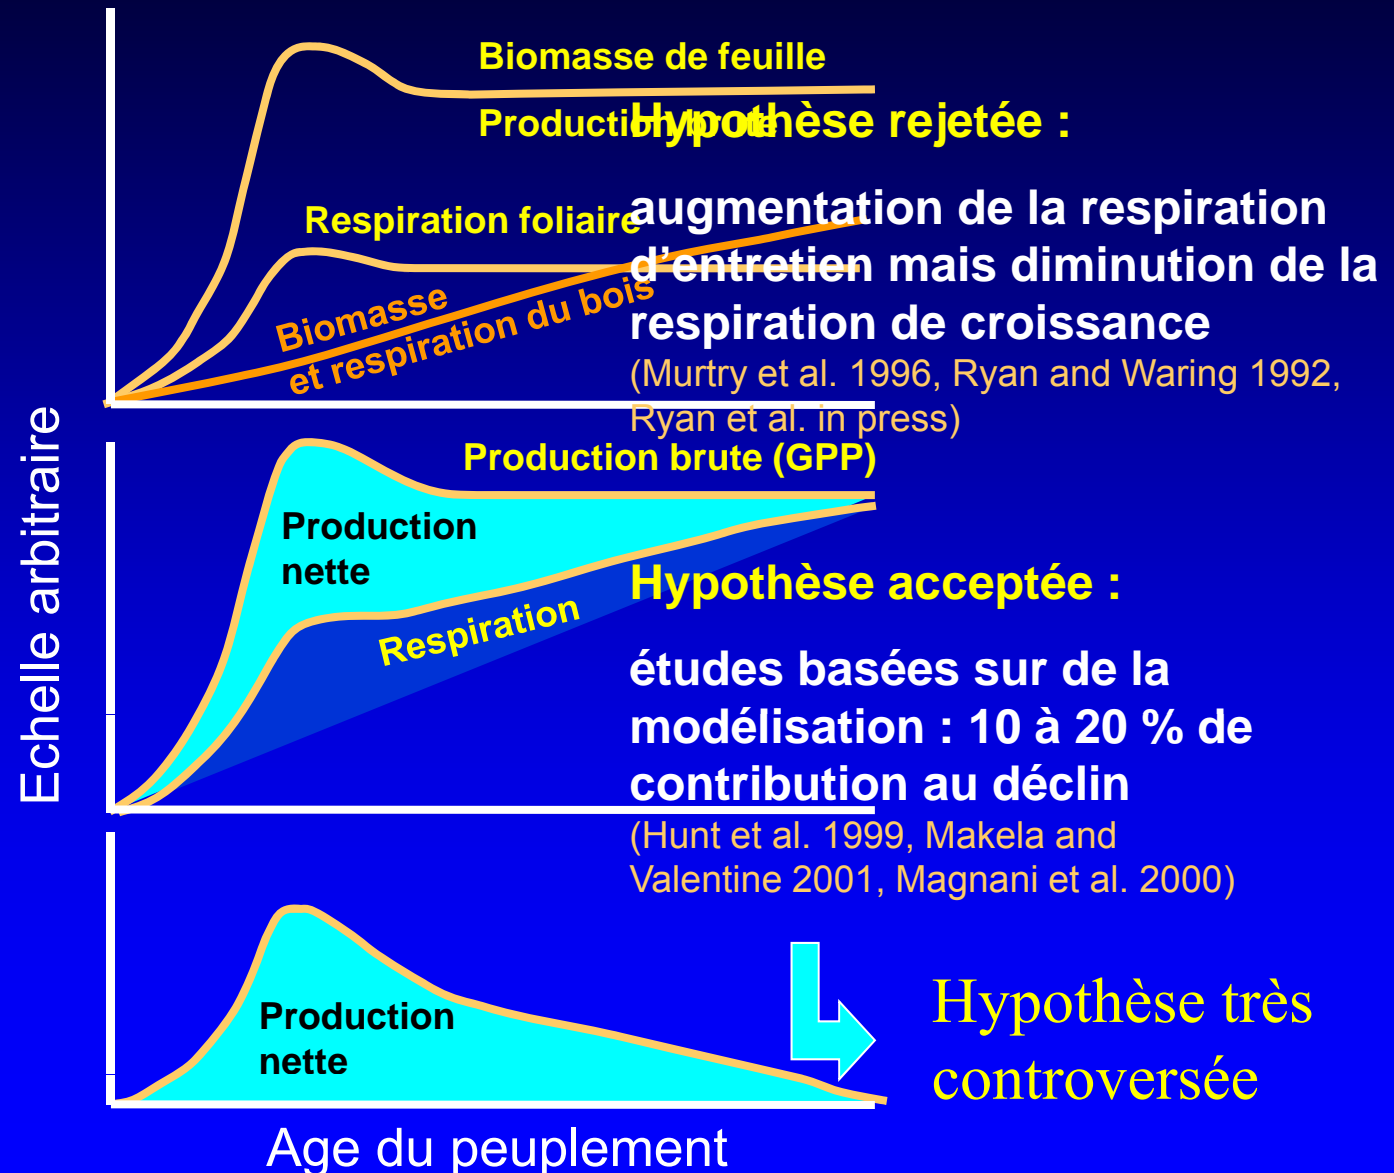 Biomasse de feuille
Production brute
Hypothèse rejetée :
Respiration foliaire
augmentation de la respiration
d’entretien mais diminution de la
respiration de croissance
(Murtry et al. 1996, Ryan and Waring 1992,
Ryan et al. in press)
Biomasse
et respiration du bois
Echelle arbitraire
Production brute (GPP)
Production
nette
Respiration
Hypothèse acceptée :
études basées sur de la
modélisation : 10 à 20 % de
contribution au déclin
(Hunt et al. 1999, Makela and
Valentine 2001, Magnani et al. 2000)
Production
nette
Hypothèse très
controversée
Age du peuplement